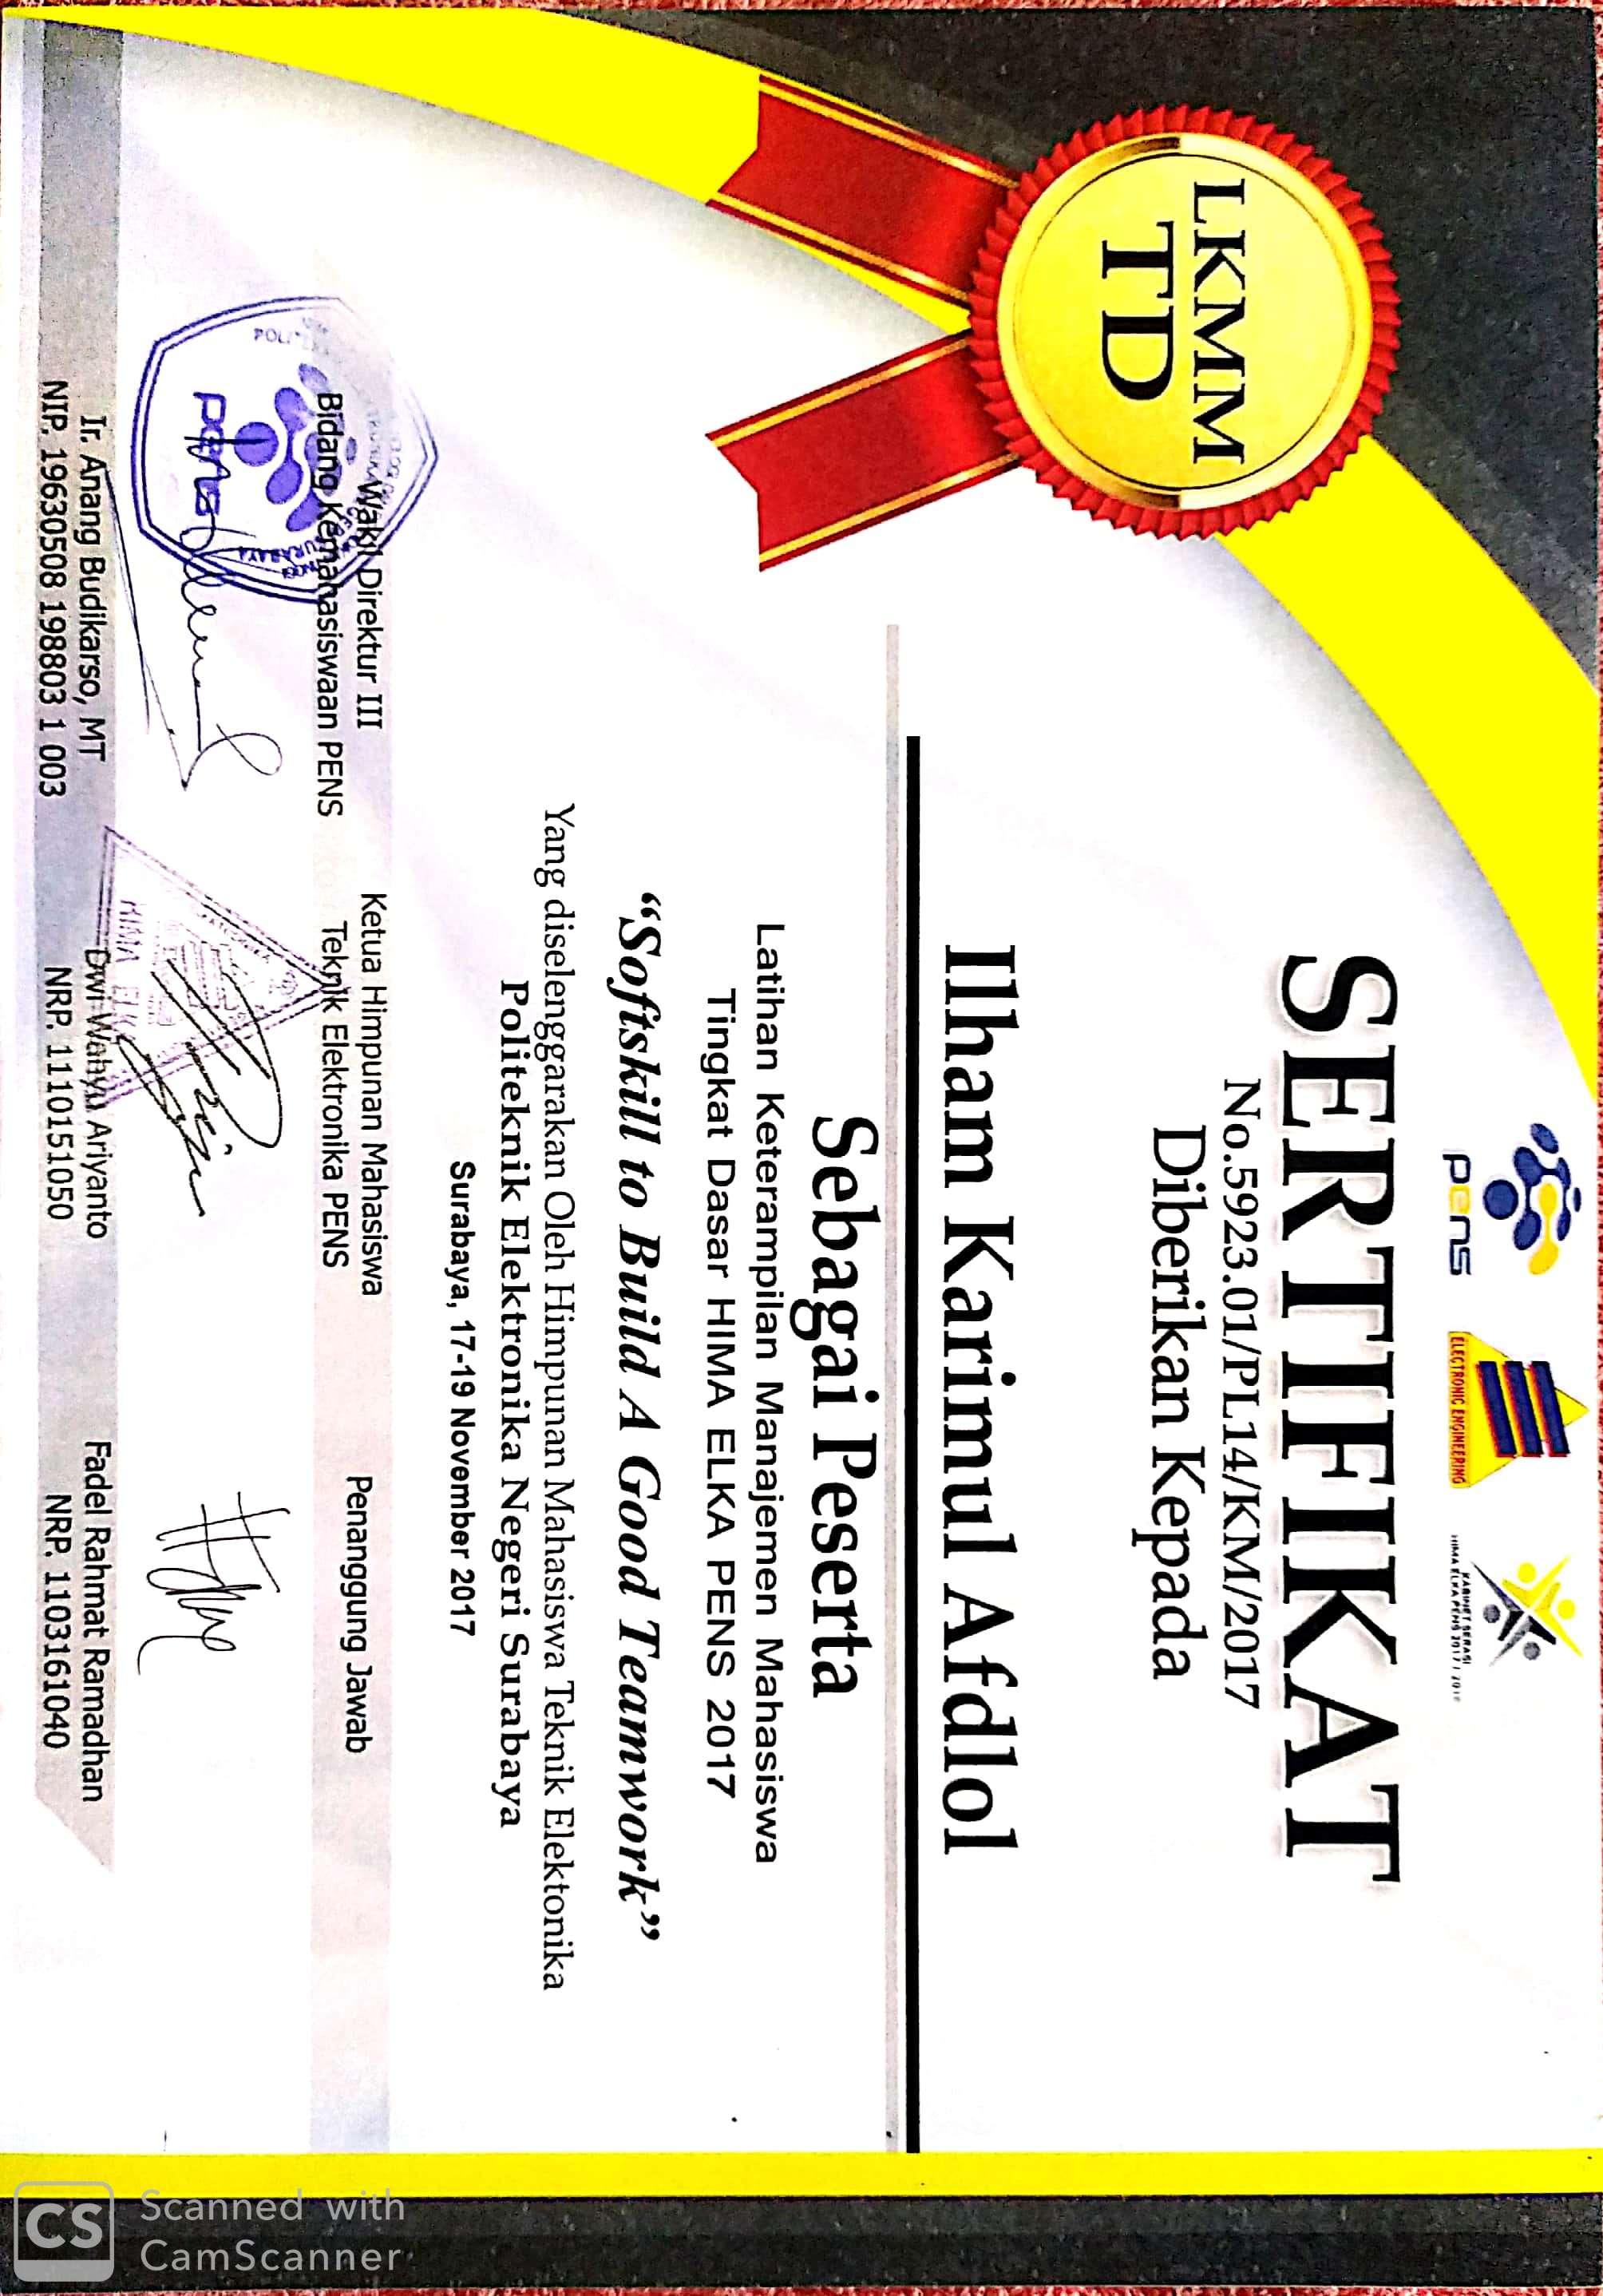 pens
ELECTRONIC ENGINEERING
KABINET SERASI
HIMA ELKA PENS 2017 / 2018
LKMM
TD
SERTIFIKAT
No.5923.01/PL14/KM/2017
Diberikan Kepada
Ilham Karimul Afdlol
Sebagai Peserta
Latihan Keterampilan Manajemen Mahasiswa
Tingkat Dasar HIMA ELKA PENS 2017
“Softskill to Build A Good Teamwork”
Yang diselenggarakan Oleh Himpunan Mahasiswa Teknik Elektonika
Politeknik Elektronika Negeri Surabaya
Surabaya, 17-19 November 2017
Wakil Direktur III
Bidang Kemahasiswaan PENS
pens
Ir. Anang Budikarso, MT
NIP. 19630508 198803 1 003
Ketua Himpunan Mahasiswa
Teknik Elektronika PENS
HIMA ELKA
Dwi Wahyu Ariyanto
NRP. 1110151050
Penanggung Jawab
Fadel Rahmat Ramadhan
NRP. 1103161040
CS
Scanned with
CamScanner